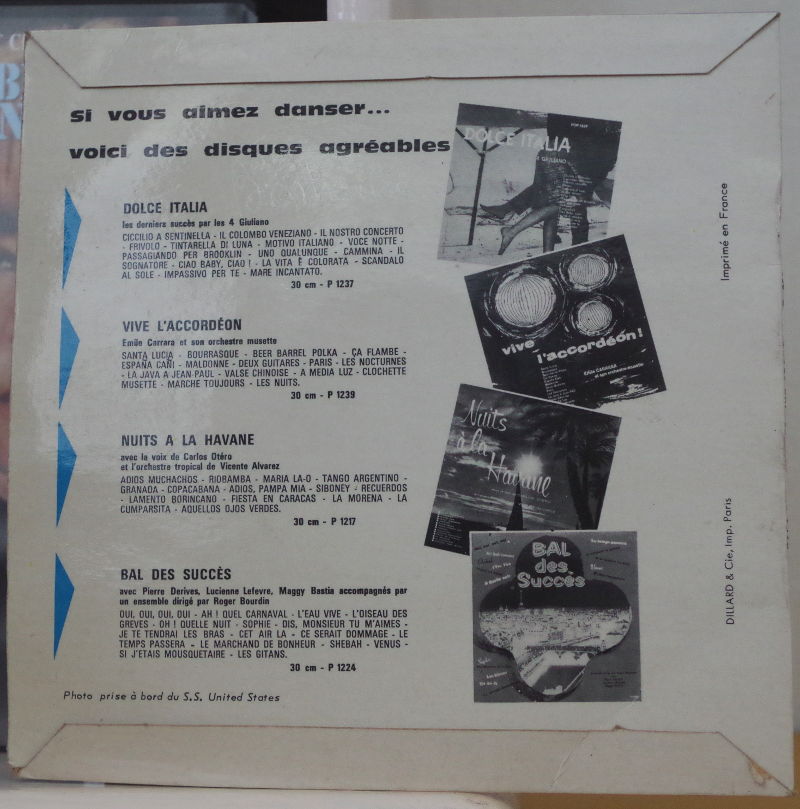 si vous aimez danser...
voici des disques agréables
DOLCE ITALIA
les derniers succès par les 4 Giuliano
CICCILIO A SENTINELLA - IL COLOMBO VENEZIANO - IL NOSTRO CONCERTO
- FRIVOLO - TINTARELLA DI LUNA - MOTIVO ITALIANO - VOCE NOTTE -
PASSAGIANDO PER BROOKLIN - UNO QUALUNQUE - CAMMINA - IL
SOGNATORE - CIAO BABY, CIAO ! - LA VITA È COLORATA - SCANDALO
AL SOLE - IMPASSIVO PER TE - MARE INCANTATO.
30 cm - P 1237
VIVE L'ACCORDÉON
Emile Carrara et son orchestre musette
SANTA LUCIA - BOURRASQUE - BEER BARREL POLKA - ÇA FLAMBE -
ESPAÑA CAÑI - MALDONNE - DEUX GUITARES - PARIS - LES NOCTURNES
- LA JAVA A JEAN-PAUL - VALSE CHINOISE - A MEDIA LUZ - CLOCHETTE
MUSETTE - MARCHE TOUJOURS - LES NUITS.
30 cm - P 1239
NUITS A LA HAVANE
avec la voix de Carlos Otéro
et l'orchestre tropical de Vicente Alvarez
ADIOS MUCHACHOS - RIOBAMBA - MARIA LA-O - TANGO ARGENTINO -
GRANADA - COPACABANA - ADIOS, PAMPA MIA - SIBONEY - RECUERDOS
- LAMENTO BORINCANO - FIESTA EN CARACAS - LA MORENA - LA
CUMPARSITA - AQUELLOS OJOS VERDES.
30 cm - P 1217
BAL DES SUCCÈS
avec Pierre Derives, Lucienne Lefevre, Maggy Bastia accompagnés par
un ensemble dirigé par Roger Bourdin
OUI, OUI, OUI, OUI - AH ! QUEL CARNAVAL - L'EAU VIVE - L'OISEAU DES
GREVES - OH ! QUELLE NUIT - SOPHIE - DIS, MONSIEUR TU M'AIMES -
JE TE TENDRAI LES BRAS - CET AIR LA - CE SERAIT DOMMAGE - LE
TEMPS PASSERA - LE MARCHAND DE BONHEUR - SHEBAH - VENUS -
SI J'ETAIS MOUSQUETAIRE - LES GITANS.
30 cm - P 1224
Photo prise à bord du S.S. United States
DOLCE ITALIA
GIULIANO
vive
l'accordéon !
Emile CARRARA
et son orchestre musette
Nuits
à la
Havane
BAL
des
Succès
Imprimé en France
DILLARD & Cie, Imp. Paris